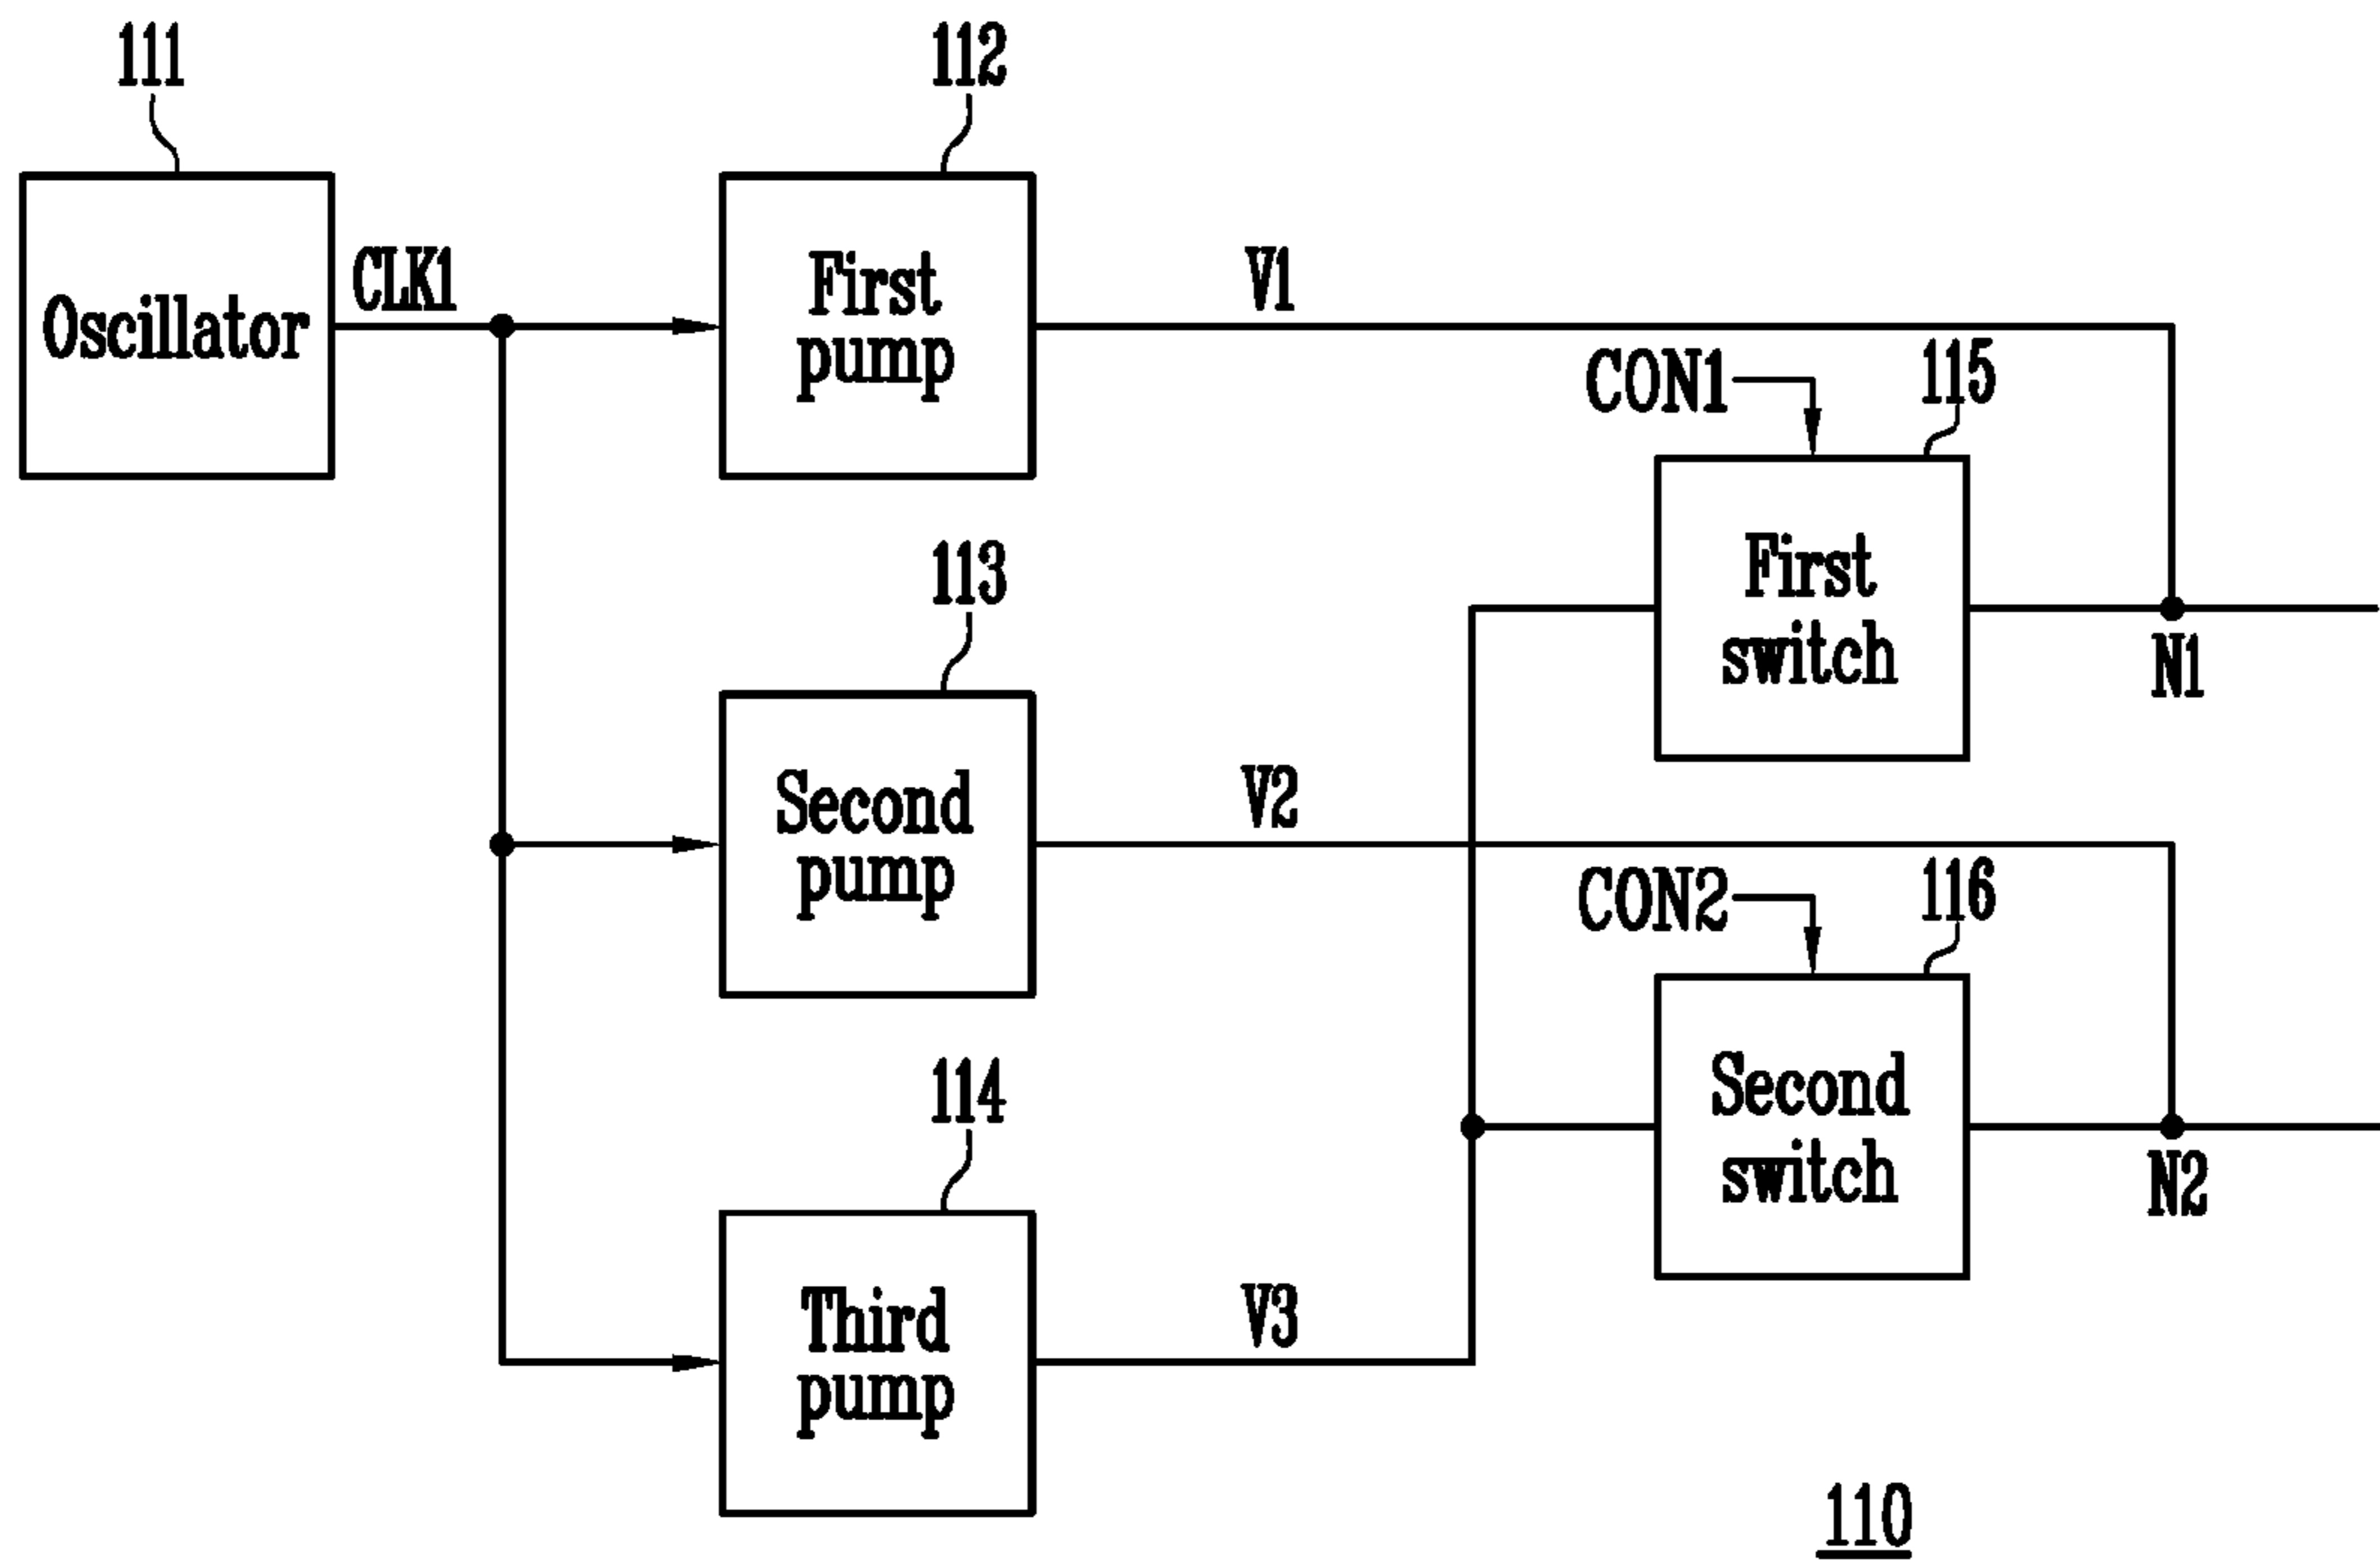 111
112
Oscillator
CLK1
First
pump
V1
CON1
115
First
switch
N1
113
Second
pump
V2
CON2
116
Second
switch
N2
114
Third
pump
V3
110